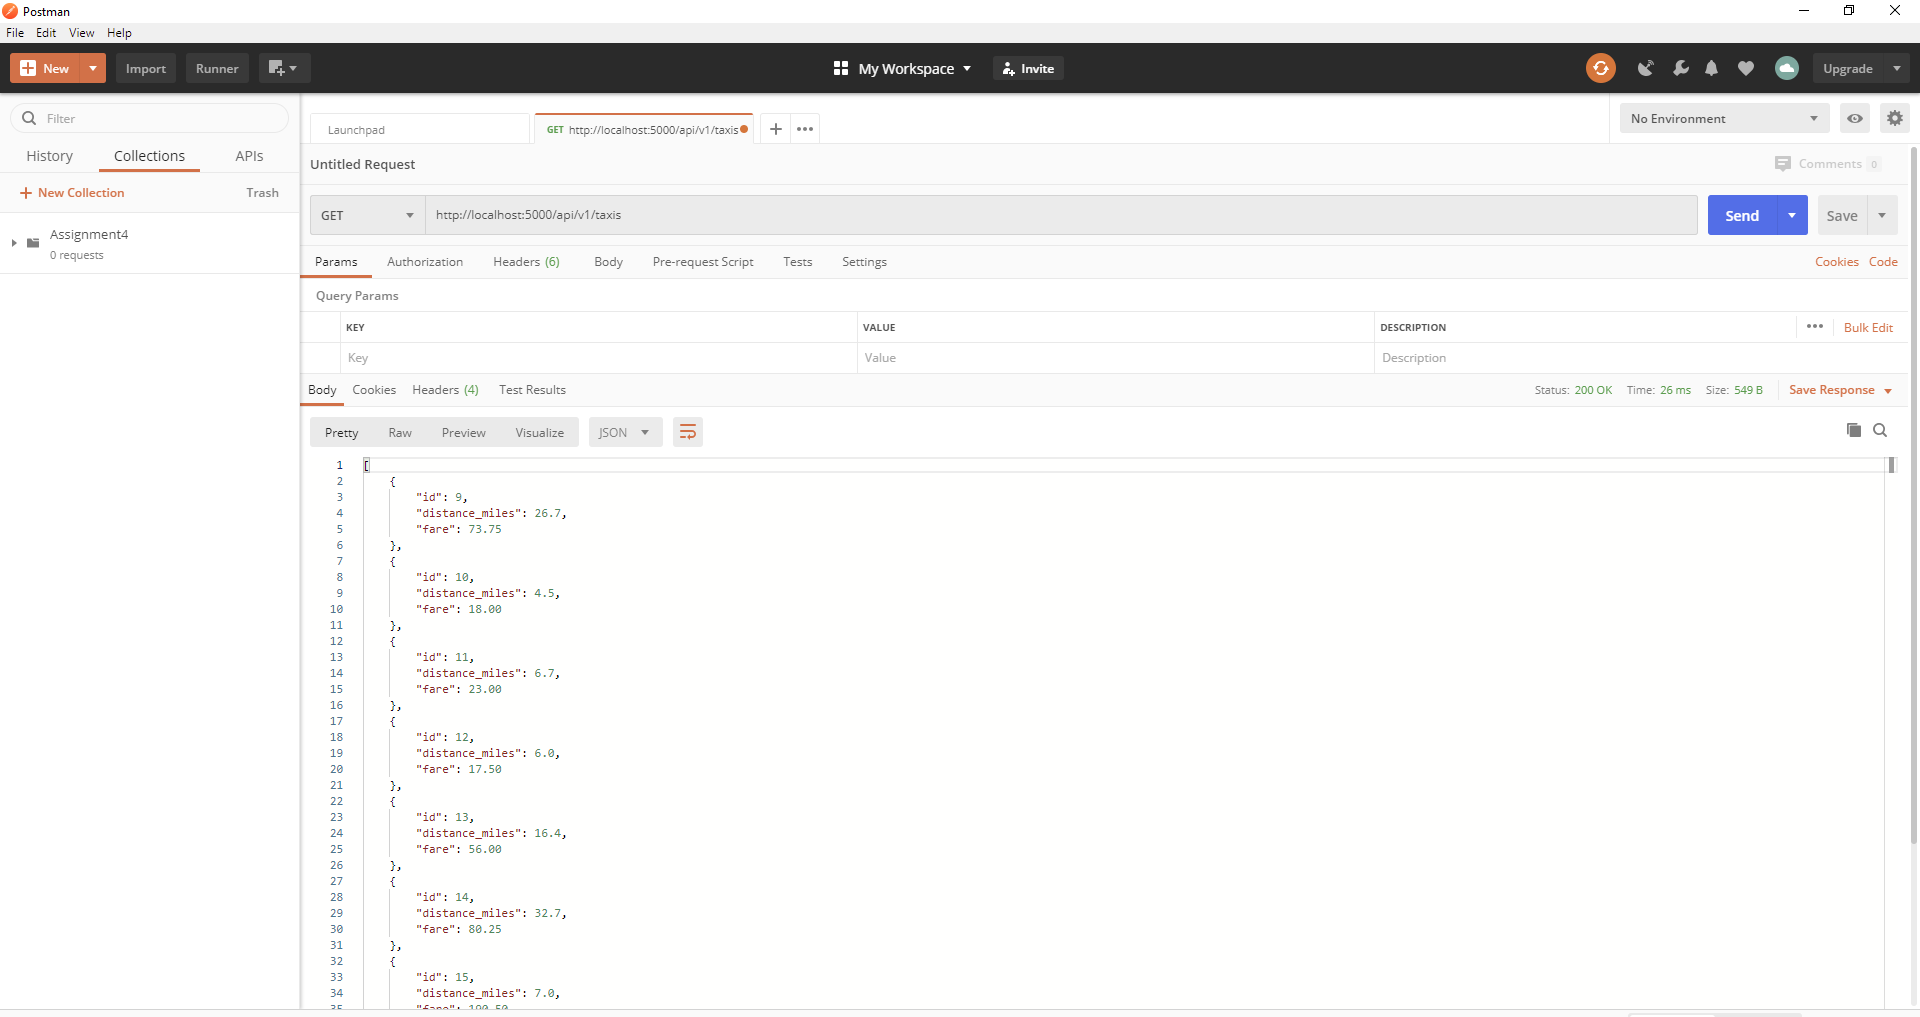 Postman
File Edit View Help
New Import Runner My Workspace Invite Upgrade
Filter
History Collections APIs
New Collection Trash
Assignment4
0 requests
Launchpad GET http://localhost:5000/api/v1/taxis No Environment
Untitled Request Comments 0
GET http://localhost:5000/api/v1/taxis Send Save
Params Authorization Headers (6) Body Pre-request Script Tests Settings Cookies Code
Query Params
KEY VALUE DESCRIPTION Bulk Edit
Key Value Description
Body Cookies Headers (4) Test Results Status: 200 OK Time: 26 ms Size: 549 B Save Response
Pretty Raw Preview Visualize JSON
1 [
2 {
3 "id": 9,
4 "distance_miles": 26.7,
5 "fare": 73.75
6 },
7 {
8 "id": 10,
9 "distance_miles": 4.5,
10 "fare": 18.00
11 },
12 {
13 "id": 11,
14 "distance_miles": 6.7,
15 "fare": 23.00
16 },
17 {
18 "id": 12,
19 "distance_miles": 6.0,
20 "fare": 17.50
21 },
22 {
23 "id": 13,
24 "distance_miles": 16.4,
25 "fare": 56.00
26 },
27 {
28 "id": 14,
29 "distance_miles": 32.7,
30 "fare": 80.25
31 },
32 {
33 "id": 15,
34 "distance_miles": 7.0,
35 "fare":